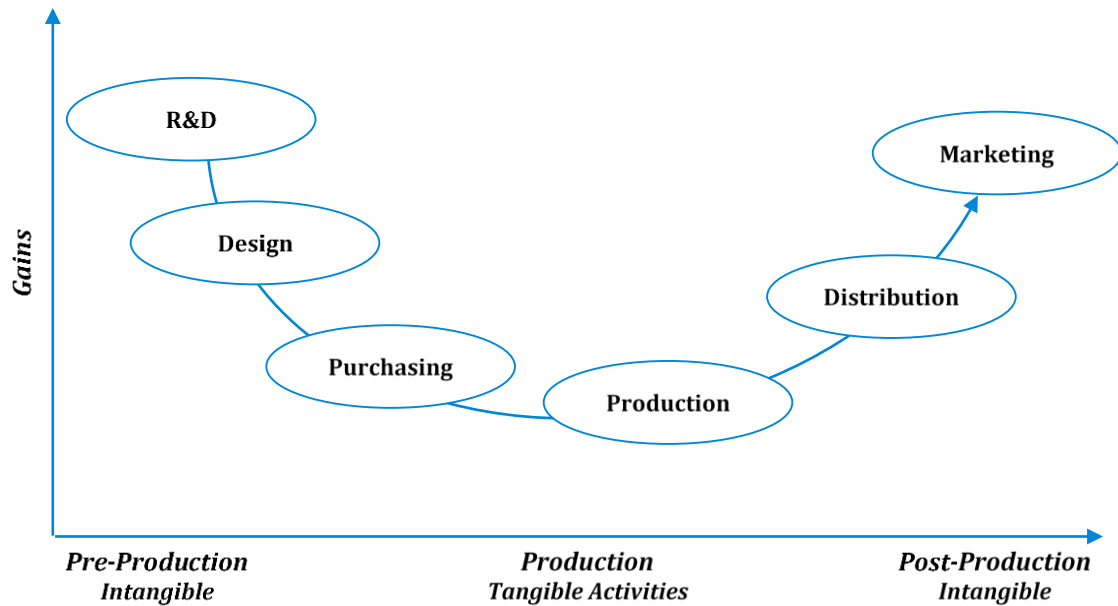 R&D
Marketing
Design
Gains
Distribution
Purchasing
Production
Pre-Production
Intangible
Production
Tangible Activities
Post-Production
Intangible